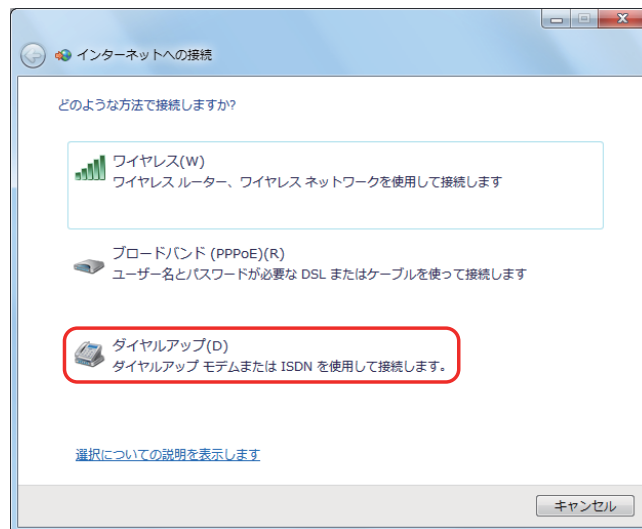 インターネットへの接続
どのような方法で接続しますか?
ワイヤレス(W)
ワイヤレス ルーター、ワイヤレス ネットワークを使用して接続します
ブロードバンド (PPPoE)(R)
ユーザー名とパスワードが必要な DSL またはケーブルを使って接続します
ダイヤルアップ(D)
ダイヤルアップ モデムまたは ISDN を使用して接続します。
選択についての説明を表示します
キャンセル